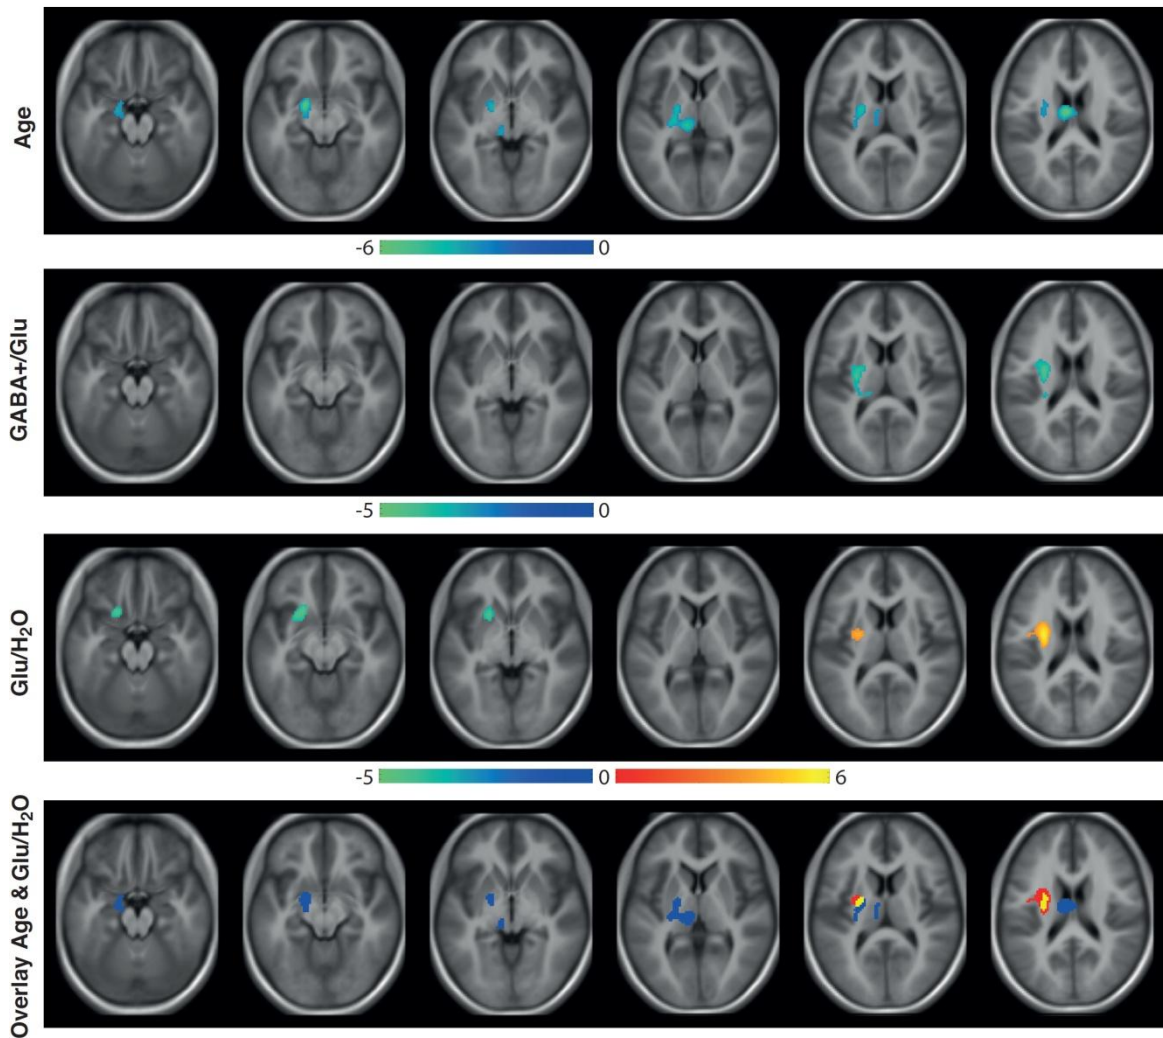 Age
-6 0
GABA+/Glu
-5 0
Glu/H₂O
-5 0 6
Overlay Age & Glu/H₂O